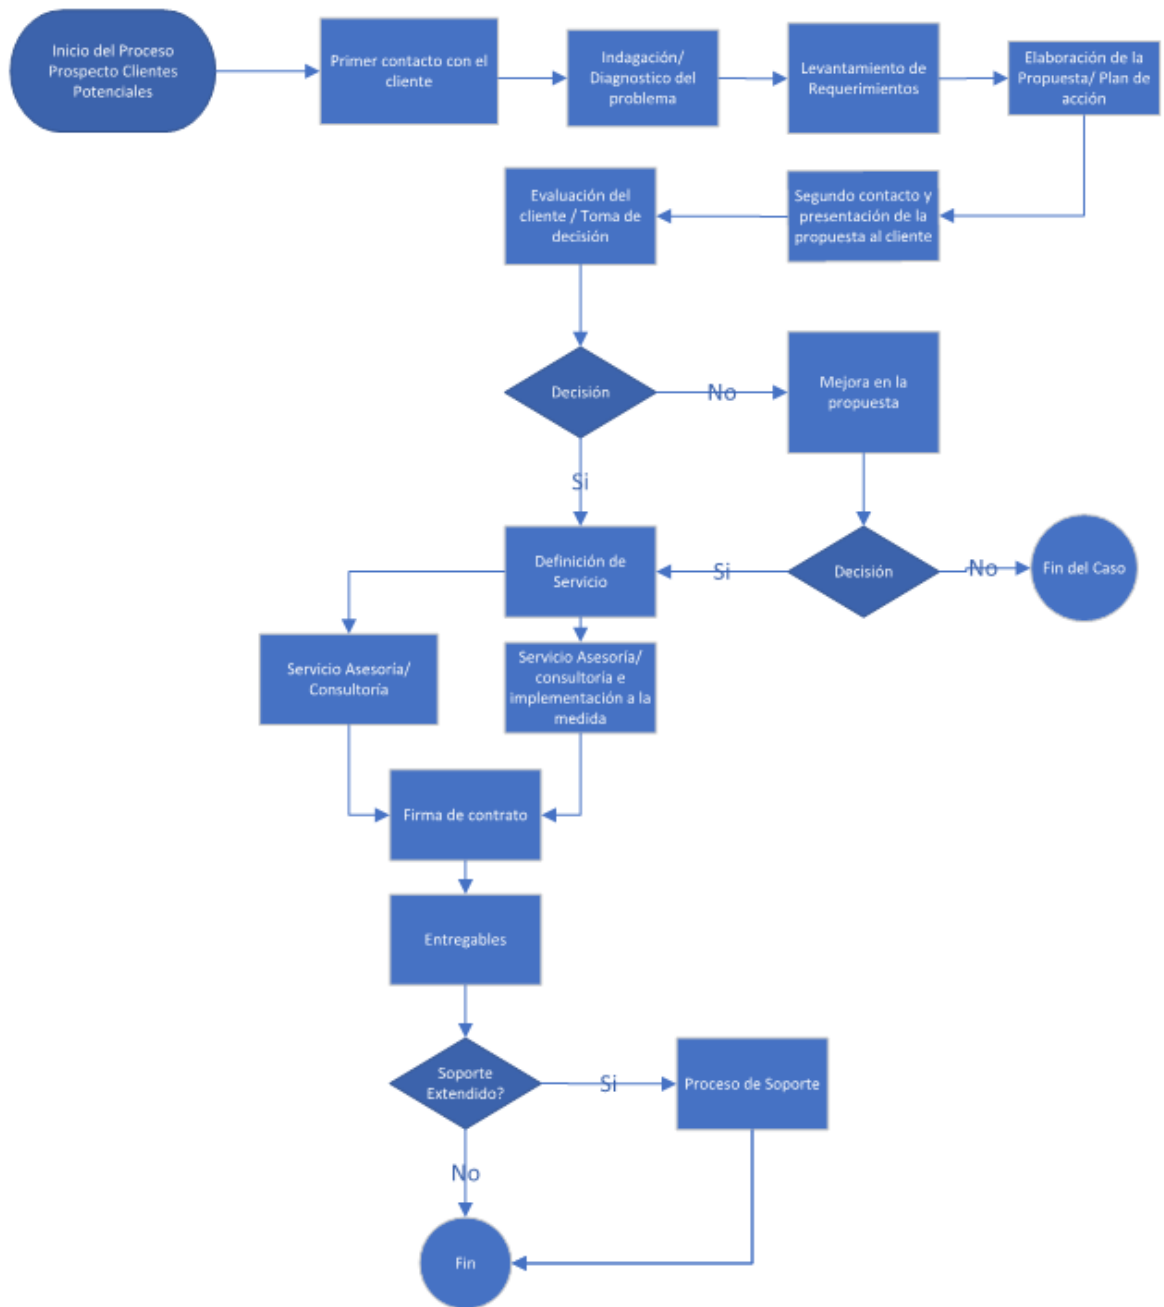 Inicio del Proceso
Prospecto Clientes
Potenciales
Primer contacto con el
cliente
Indagación/
Diagnostico del
problema
Levantamiento de
Requerimientos
Elaboración de la
Propuesta/ Plan de
acción
Evaluación del
cliente / Toma de
decisión
Segundo contacto y
presentación de la
propuesta al cliente
Decisión
No
Mejora en la
propuesta
Si
Definición de
Servicio
Si
Decisión
No
Fin del Caso
Servicio Asesoría/
Consultoría
Servicio Asesoría/
consultoría e
implementación a la
medida
Firma de contrato
Entregables
Soporte
Extendido?
Si
Proceso de Soporte
No
Fin